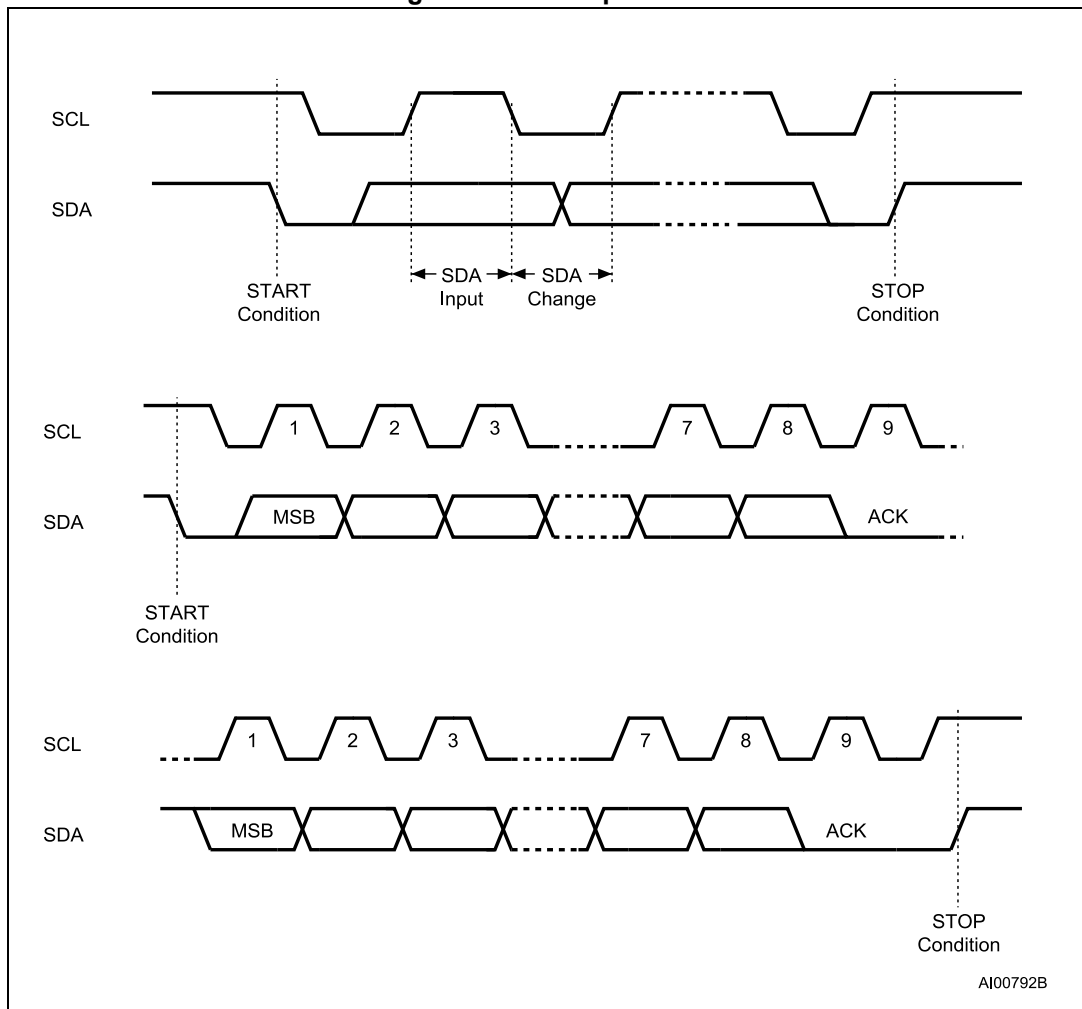 SCL
SDA
SDA Input
SDA Change
START Condition
STOP Condition
SCL
1 2 3 7 8 9
SDA
MSB
ACK
START Condition
SCL
1 2 3 7 8 9
SDA
MSB
ACK
STOP Condition
AI00792B